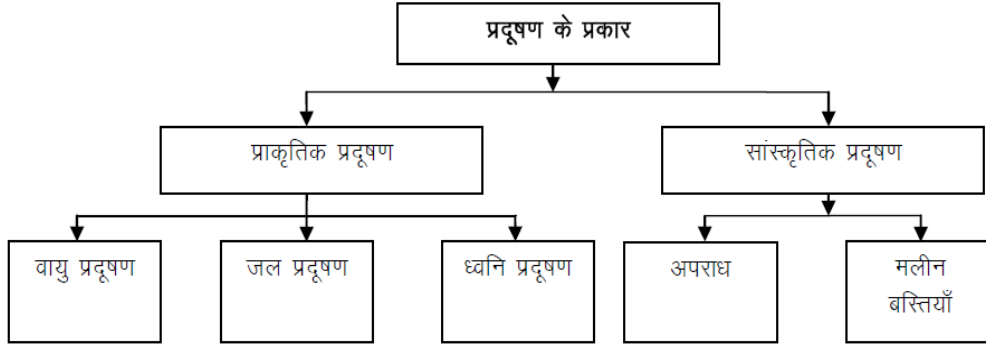 प्रदूषण के प्रकार
प्राकृतिक प्रदूषण
सांस्कृतिक प्रदूषण
वायु प्रदूषण
जल प्रदूषण
ध्वनि प्रदूषण
अपराध
मलीन
बस्तियाँ